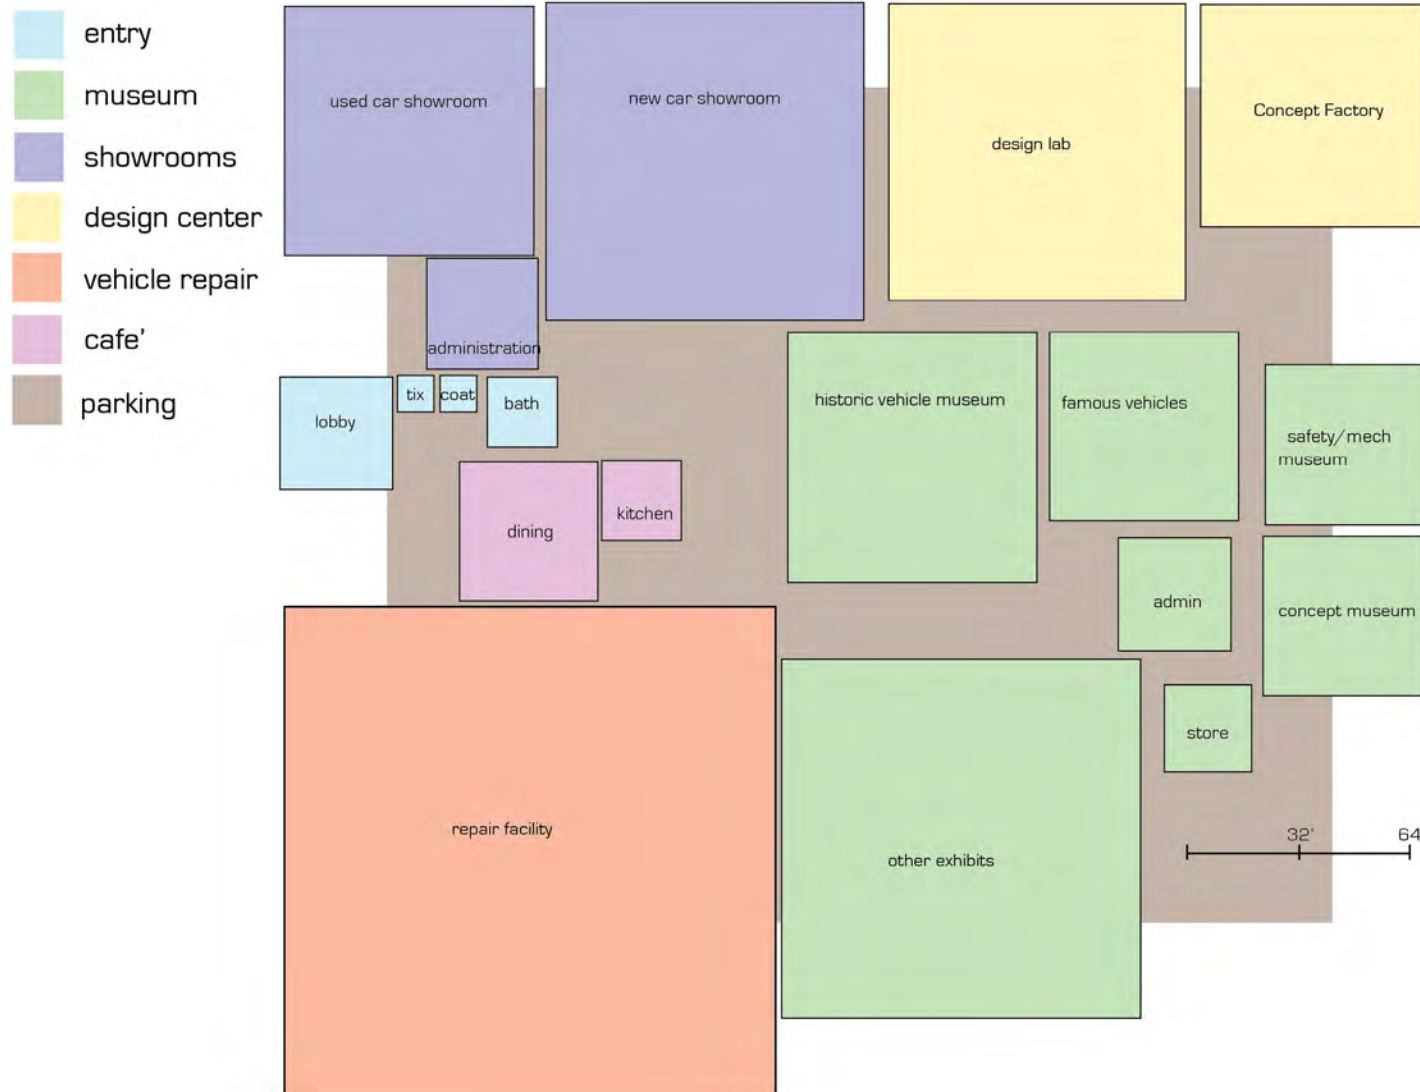 entry
museum
showrooms
design center
vehicle repair
cafe'
parking
used car showroom
new car showroom
design lab
Concept Factory
administration
lobby
tix
coat
bath
dining
kitchen
historic vehicle museum
famous vehicles
safety/mech
museum
admin
concept museum
store
repair facility
other exhibits
32'
64